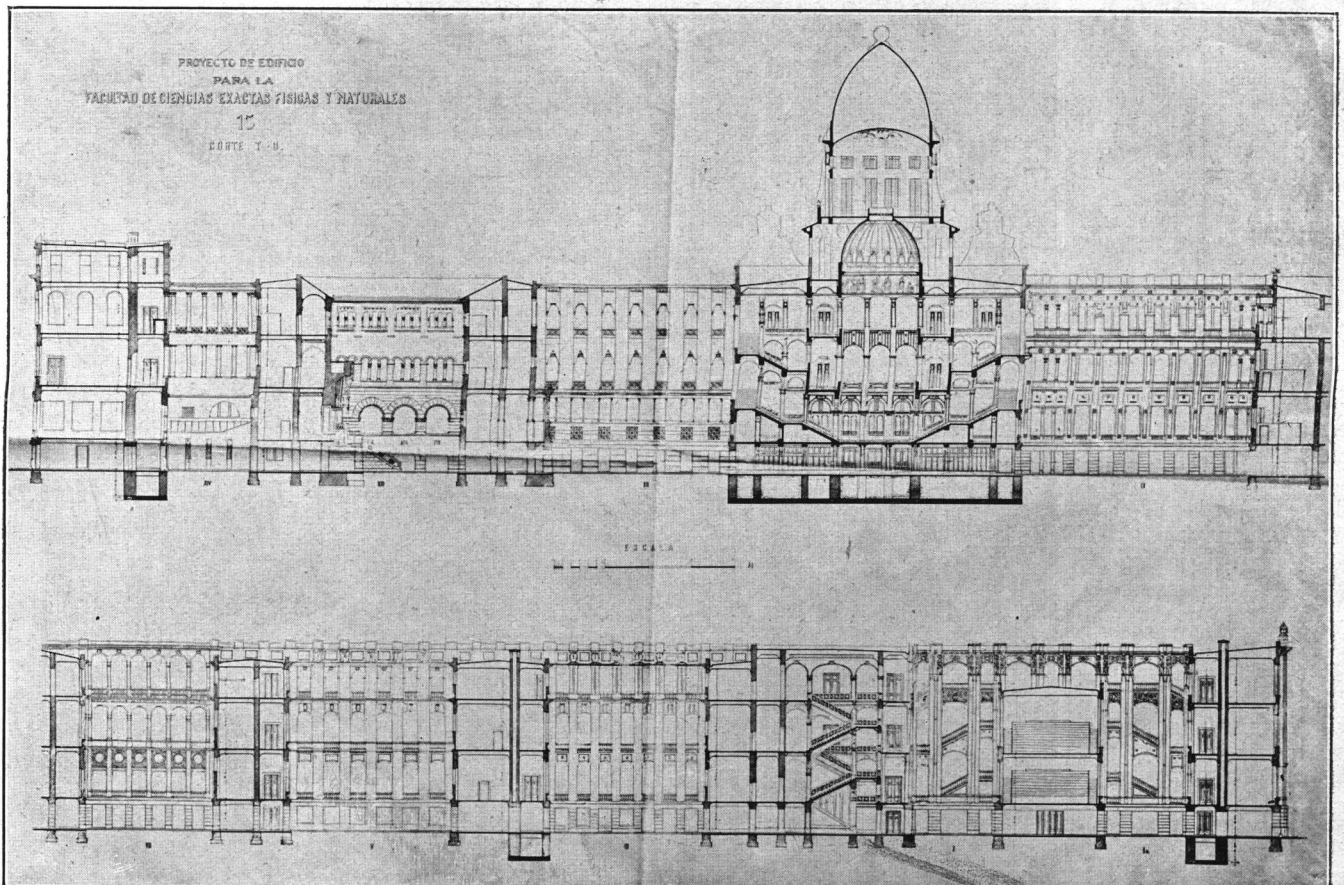 PROYECTO DE EDIFICIO
PARA LA
FACULTAD DE CIENCIAS EXACTAS FISICAS Y NATURALES
15
CORTE T-U.
ESCALA